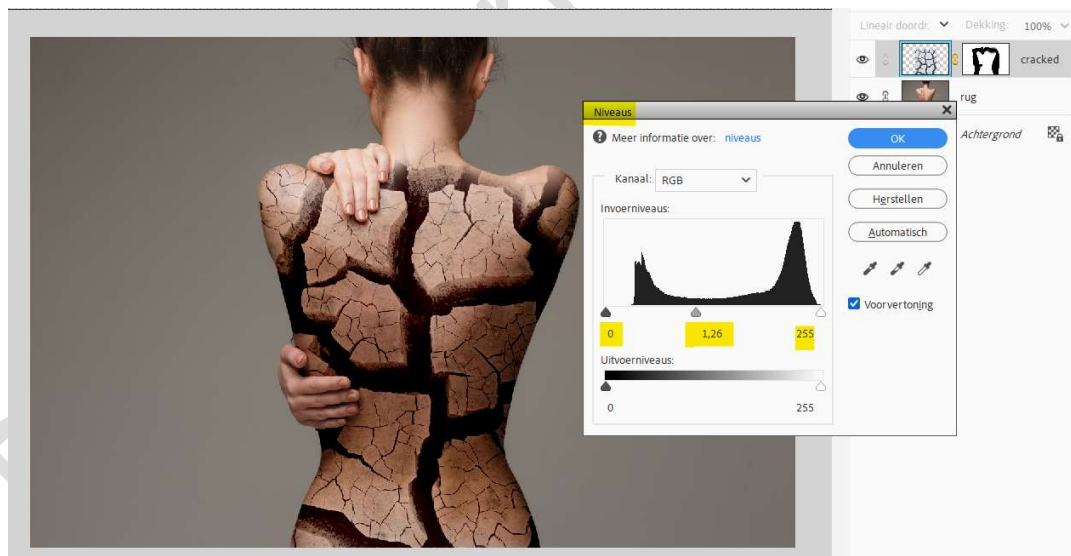 Lineair doordr.
Dekking: 100%
cracked
rug
Achtergrond
Niveaus
Meer informatie over: niveaus
Kanaal: RGB
Invoerniveaus:
0 1,26 255
Uitvoerniveaus:
0 255
OK
Annuleren
Herstellen
Automatisch
Voorvertoning